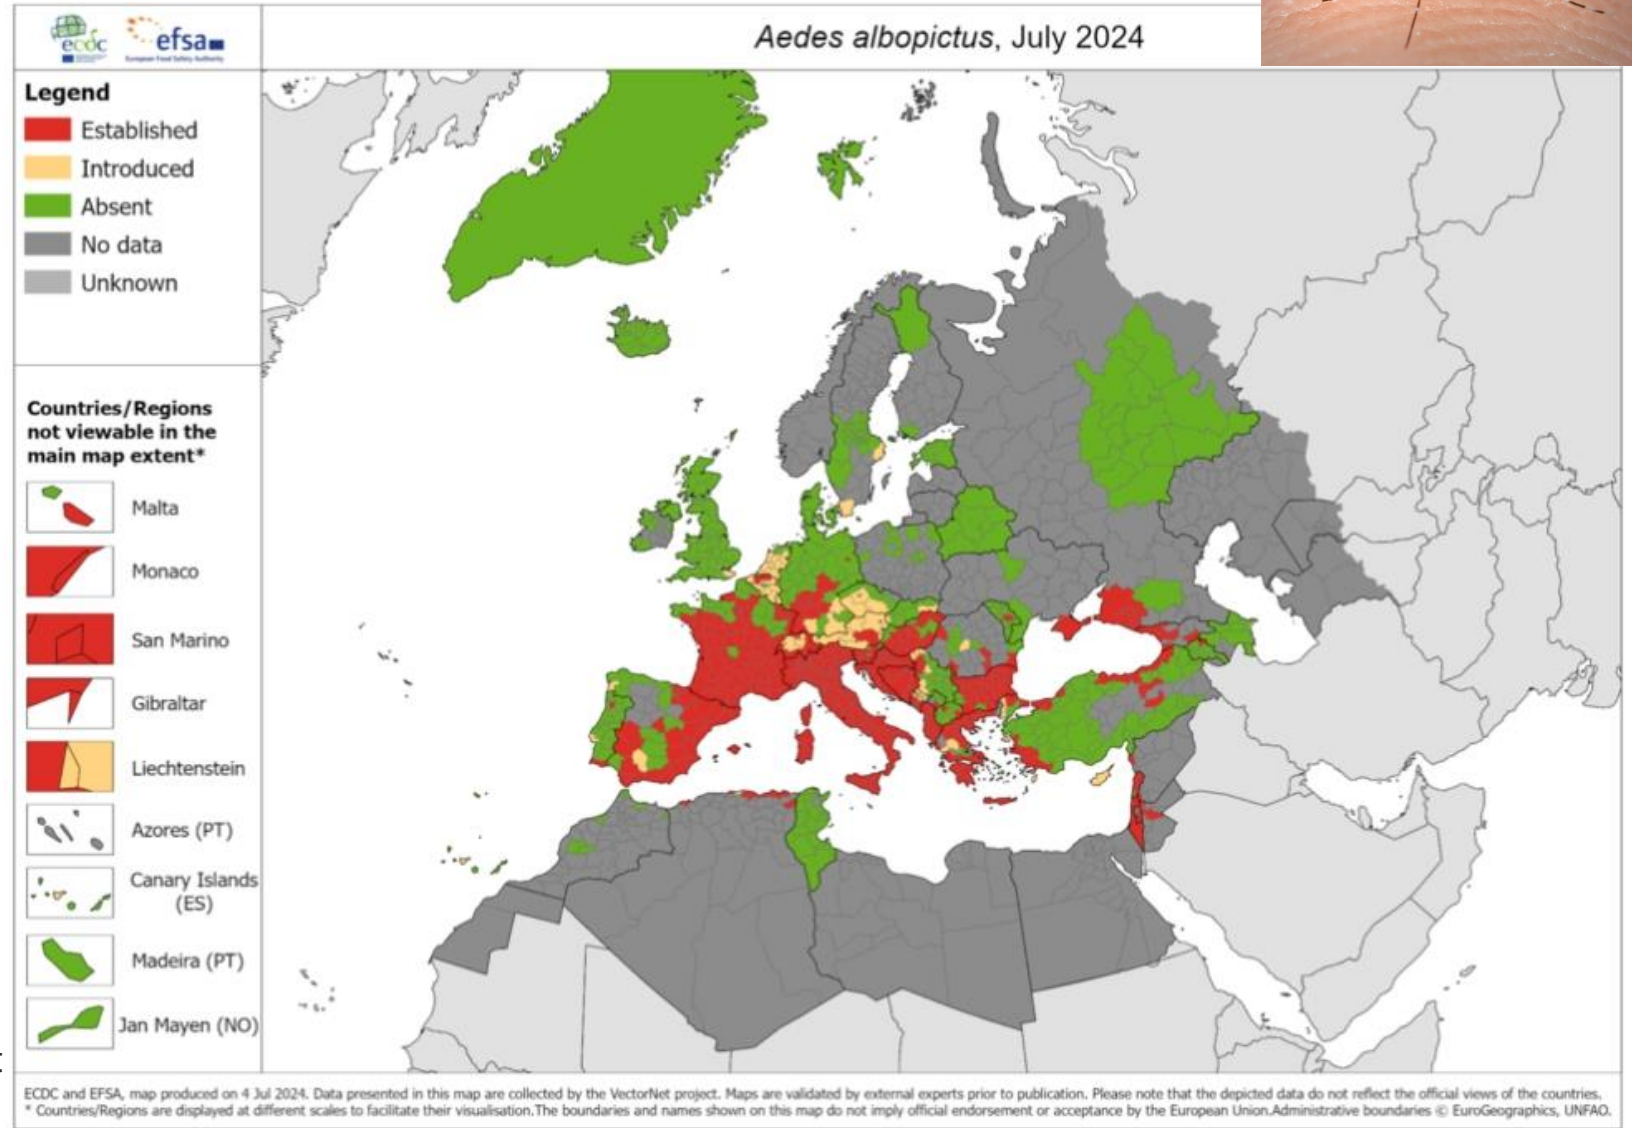 ecdc
efsa
European Food Safety Authority
Aedes albopictus, July 2024
Legend
Established
Introduced
Absent
No data
Unknown
Countries/Regions
not viewable in the
main map extent*
Malta
Monaco
San Marino
Gibraltar
Liechtenstein
Azores (PT)
Canary Islands
(ES)
Madeira (PT)
Jan Mayen (NO)
ECDC and EFSA, map produced on 4 Jul 2024. Data presented in this map are collected by the VectorNet project. Maps are validated by external experts prior to publication. Please note that the depicted data do not reflect the official views of the countries.
* Countries/Regions are displayed at different scales to facilitate their visualisation.The boundaries and names shown on this map do not imply official endorsement or acceptance by the European Union.Administrative boundaries © EuroGeographics, UNFAO.